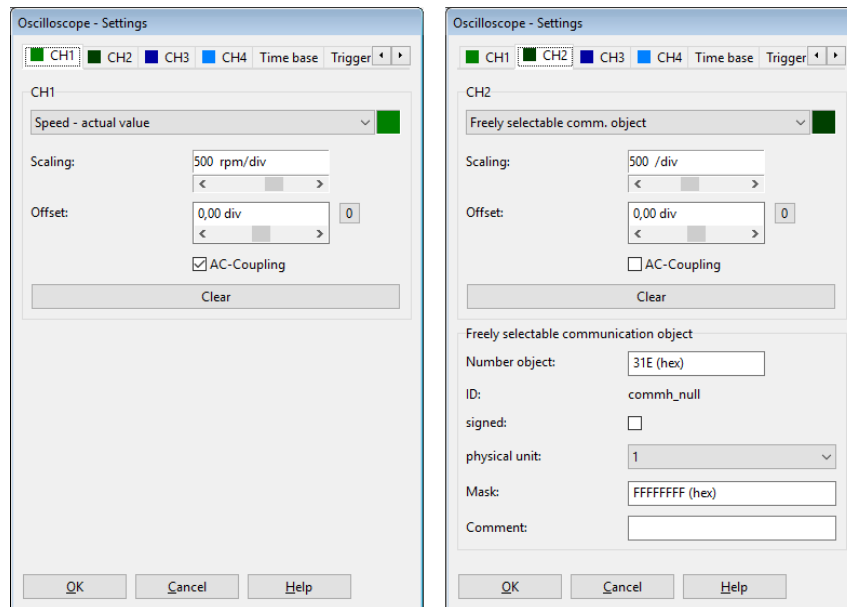 Oscilloscope - Settings
CH1 CH2 CH3 CH4 Time base Trigger
CH1
Speed - actual value
Scaling: 500 rpm/div
Offset: 0,00 div 0
AC-Coupling
Clear
OK Cancel Help
Oscilloscope - Settings
CH1 CH2 CH3 CH4 Time base Trigger
CH2
Freely selectable comm. object
Scaling: 500 /div
Offset: 0,00 div 0
AC-Coupling
Clear
Freely selectable communication object
Number object: 31E (hex)
ID: commh_null
signed:
physical unit: 1
Mask: FFFFFFFF (hex)
Comment:
OK Cancel Help